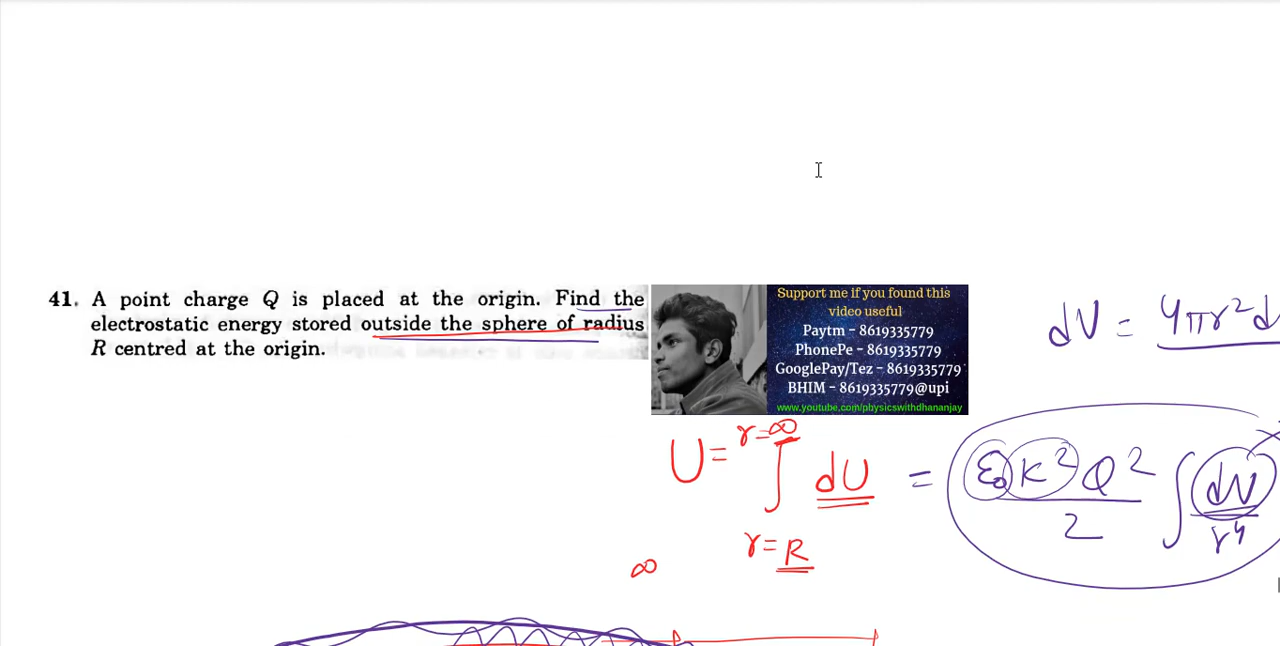 41. A point charge Q is placed at the origin. Find the
electrostatic energy stored outside the sphere of radius
R centred at the origin.
Support me if you found this
video useful
Paytm - 8619335779
PhonePe - 8619335779
GooglePay/Tez - 8619335779
BHIM - 8619335779@upi
www.youtube.com/physicswithdhananjay
dV = 4πr²d
U = ∫ dU = ε₀k²Q²/2 ∫ dV/r⁴
r=∞
r=R
∞